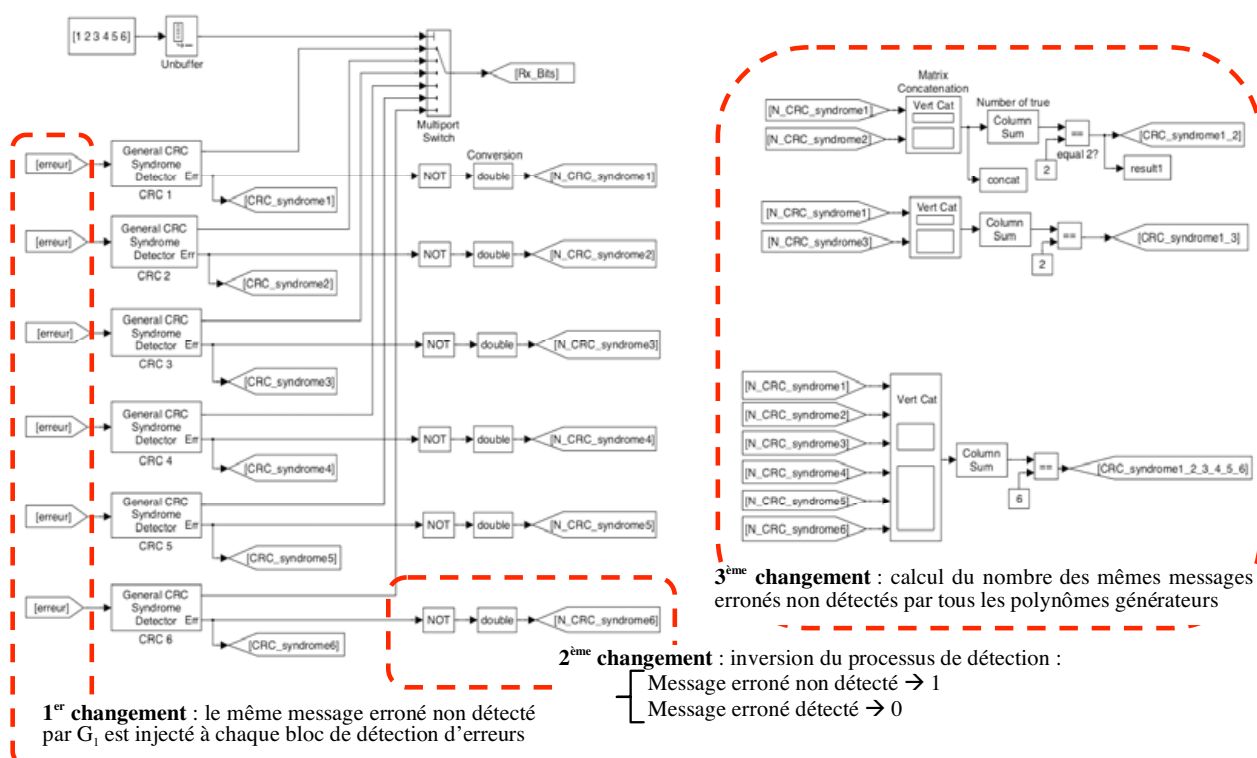 [1 2 3 4 5 6]
Unbuffer
[Rx_Bits]
Multiport
Switch
Conversion
[erreur]
General CRC
Syndrome
Detector Err
CRC 1
[CRC_syndrome1]
NOT
double
[N_CRC_syndrome1]
[erreur]
General CRC
Syndrome
Detector Err
CRC 2
[CRC_syndrome2]
NOT
double
[N_CRC_syndrome2]
[erreur]
General CRC
Syndrome
Detector Err
CRC 3
[CRC_syndrome3]
NOT
double
[N_CRC_syndrome3]
[erreur]
General CRC
Syndrome
Detector Err
CRC 4
[CRC_syndrome4]
NOT
double
[N_CRC_syndrome4]
[erreur]
General CRC
Syndrome
Detector Err
CRC 5
[CRC_syndrome5]
NOT
double
[N_CRC_syndrome5]
[erreur]
General CRC
Syndrome
Detector Err
CRC 6
[CRC_syndrome6]
NOT
double
[N_CRC_syndrome6]
1er changement : le même message erroné non détecté
par G1 est injecté à chaque bloc de détection d'erreurs
2ème changement : inversion du processus de détection :
Message erroné non détecté → 1
Message erroné détecté → 0
Matrix
Concatenation
[N_CRC_syndrome1]
[N_CRC_syndrome2]
Vert Cat
Number of true
Column
Sum
==
equal 2?
2
[CRC_syndrome1_2]
result1
concat
[N_CRC_syndrome1]
[N_CRC_syndrome3]
Vert Cat
Column
Sum
==
2
[CRC_syndrome1_3]
[N_CRC_syndrome1]
[N_CRC_syndrome2]
[N_CRC_syndrome3]
[N_CRC_syndrome4]
[N_CRC_syndrome5]
[N_CRC_syndrome6]
Vert Cat
Column
Sum
==
6
[CRC_syndrome1_2_3_4_5_6]
3ème changement : calcul du nombre des mêmes messages
erronés non détectés par tous les polynômes générateurs